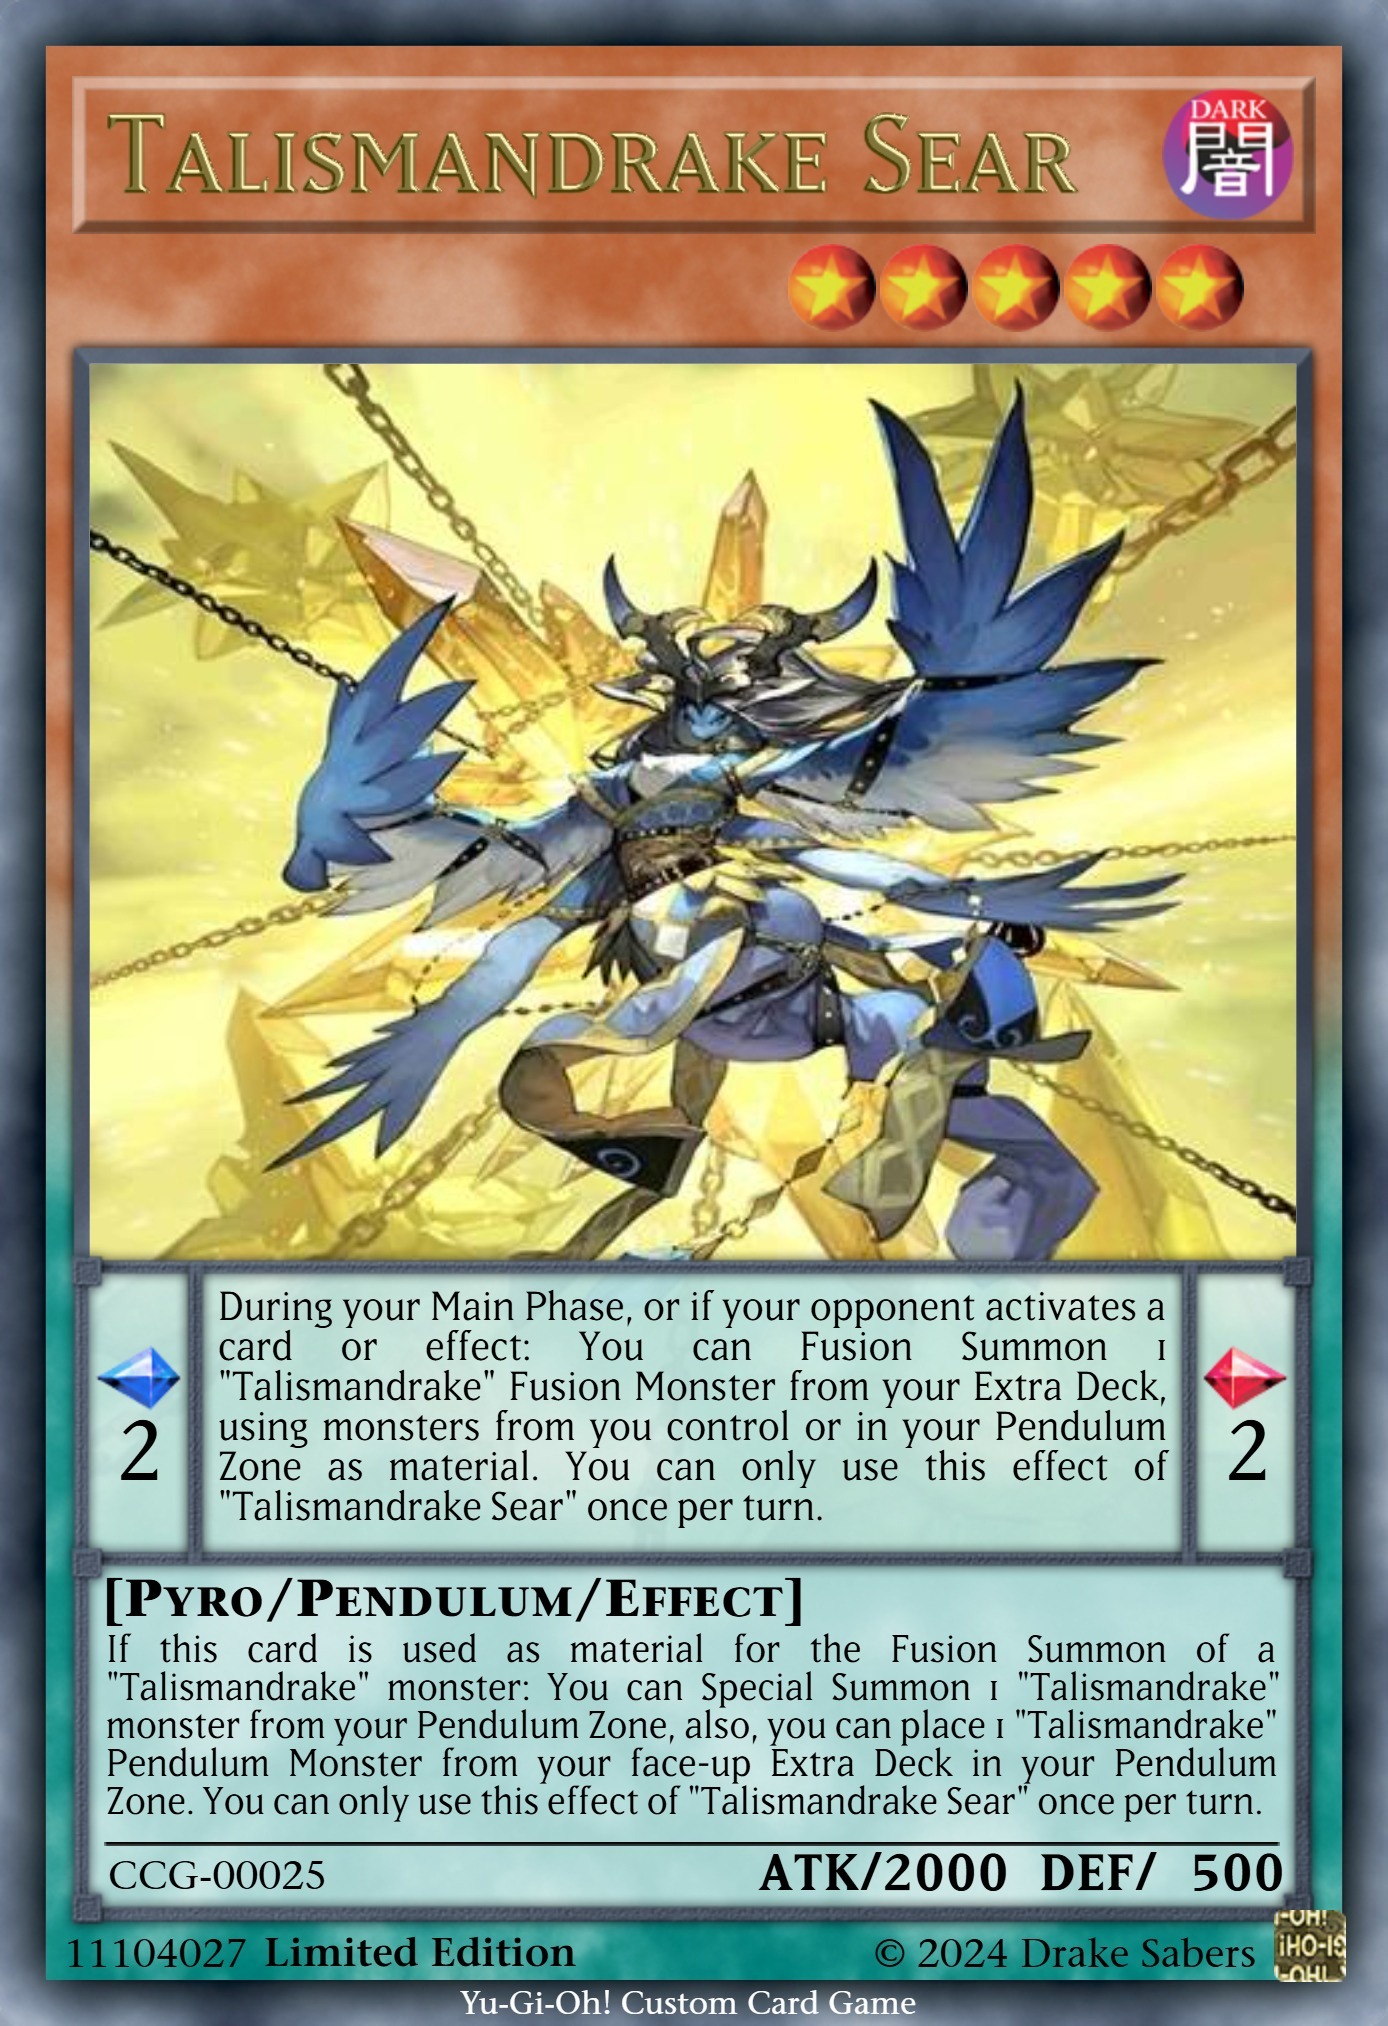 Talismandrake Sear
DARK
闇
During your Main Phase, or if your opponent activates a
card or effect: You can Fusion Summon 1
"Talismandrake" Fusion Monster from your Extra Deck,
using monsters from you control or in your Pendulum
Zone as material. You can only use this effect of
"Talismandrake Sear" once per turn.
2
2
[Pyro/Pendulum/Effect]
If this card is used as material for the Fusion Summon of a
"Talismandrake" monster: You can Special Summon 1 "Talismandrake"
monster from your Pendulum Zone, also, you can place 1 "Talismandrake"
Pendulum Monster from your face-up Extra Deck in your Pendulum
Zone. You can only use this effect of "Talismandrake Sear" once per turn.
CCG-00025
ATK/2000 DEF/ 500
11104027 Limited Edition
© 2024 Drake Sabers
Yu-Gi-Oh! Custom Card Game